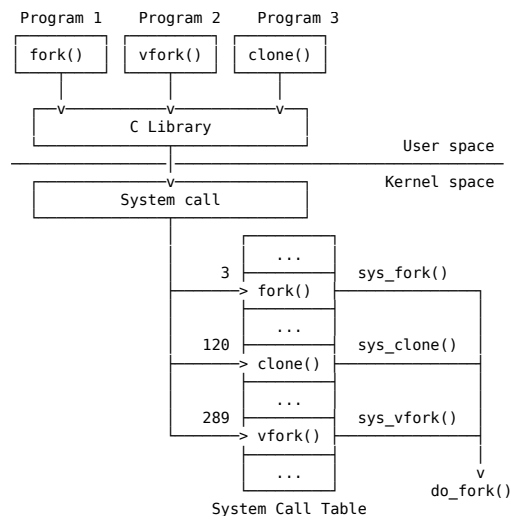 Program 1 Program 2 Program 3
fork() vfork() clone()
C Library
User space
Kernel space
System call
...
3 sys_fork()
fork()
...
120 sys_clone()
clone()
...
289 sys_vfork()
vfork()
...
do_fork()
System Call Table